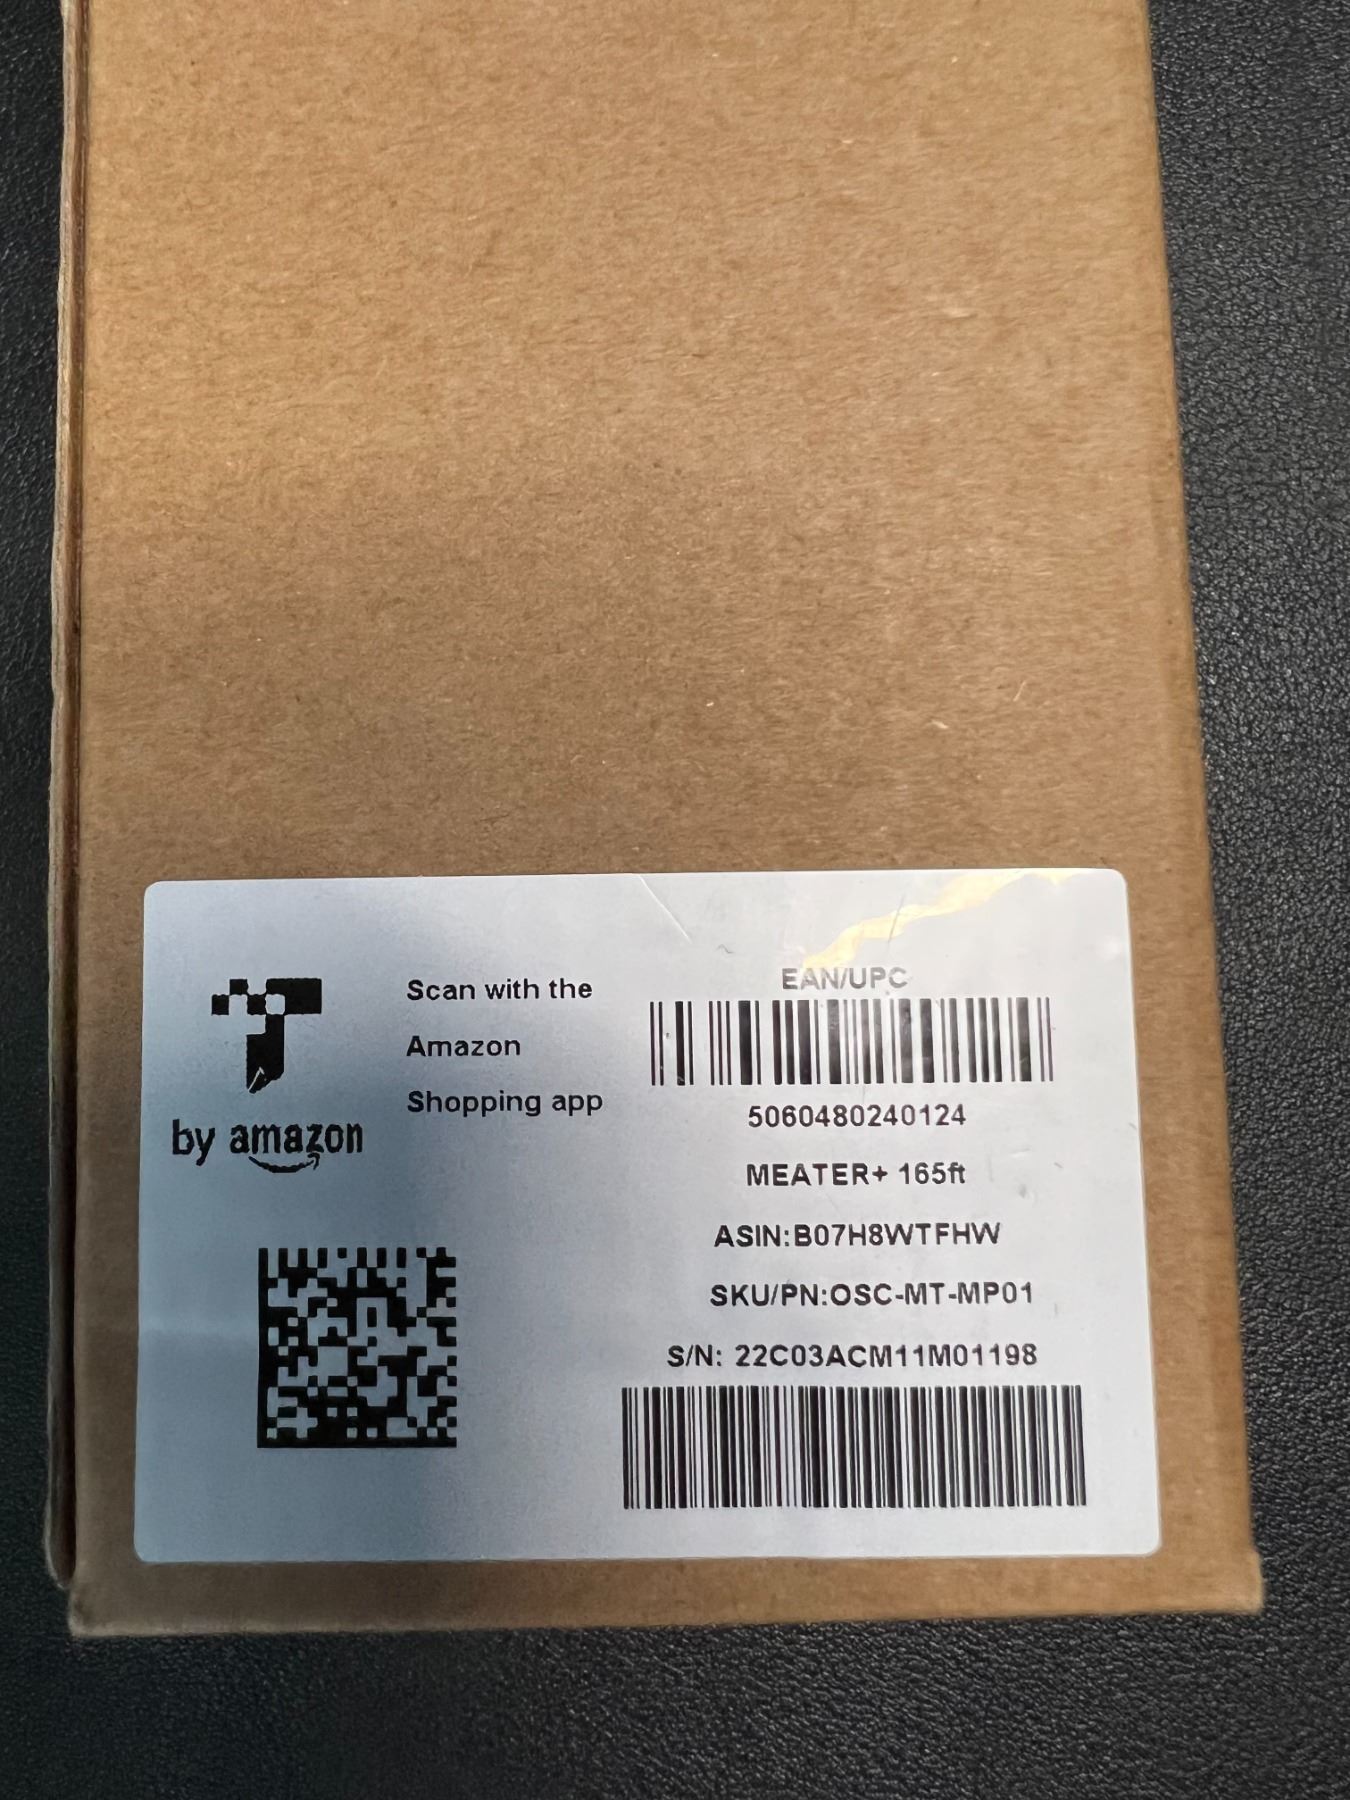 Scan with the
Amazon
Shopping app
by amazon
EAN/UPC
5060480240124
MEATER+ 165ft
ASIN:B07H8WTFHW
SKU/PN:OSC-MT-MP01
S/N: 22C03ACM11M01198